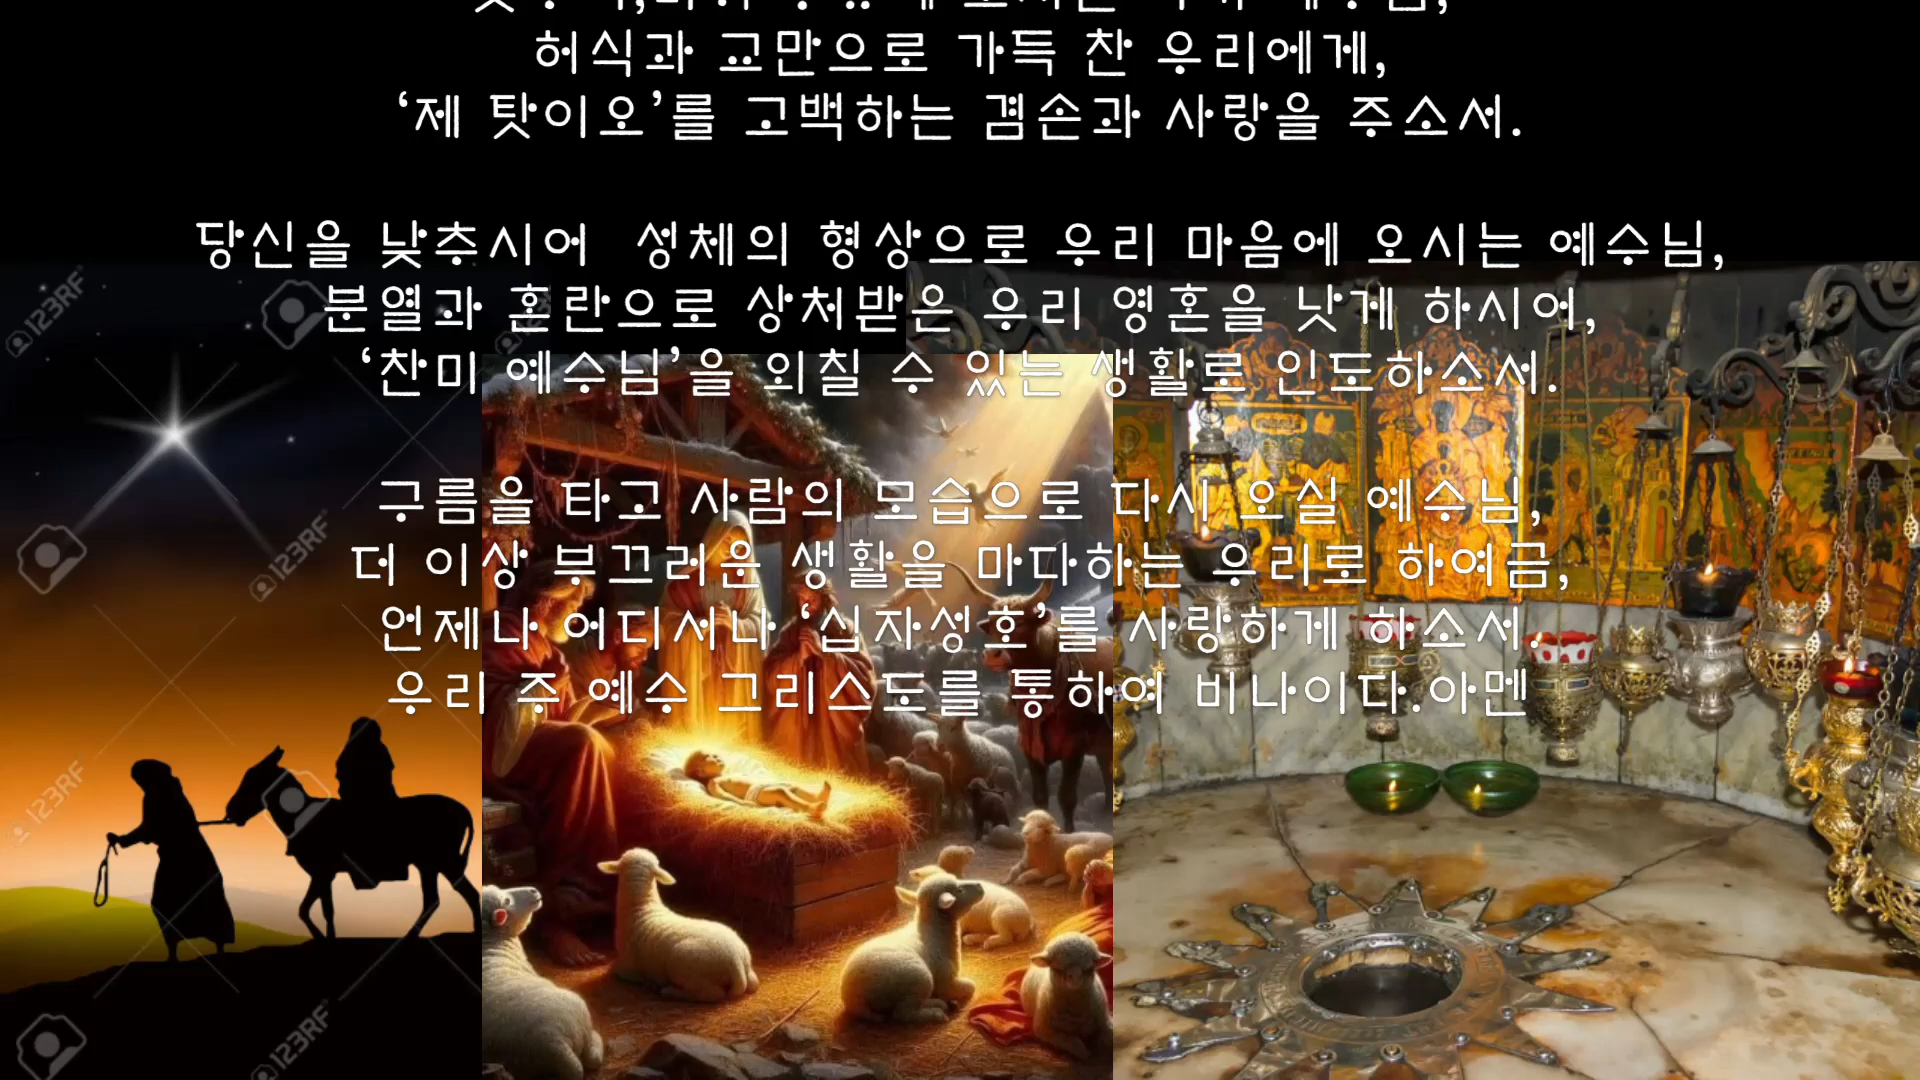 허식과 교만으로 가득 찬 우리에게,
‘제 탓이오’를 고백하는 겸손과 사랑을 주소서.
당신을 낮추시어 성체의 형상으로 우리 마음에 오시는 예수님,
분열과 혼란으로 상처받은 우리 영혼을 낫게 하시어,
‘찬미 예수님’을 외칠 수 있는 생활로 인도하소서.
구름을 타고 사람의 모습으로 다시 오실 예수님,
더 이상 부끄러운 생활을 마다하는 우리로 하여금,
언제나 어디서나 ‘십자성호’를 사랑하게 하소서.
우리 주 예수 그리스도를 통하여 비나이다.아멘
123RF
123RF
123RF
123RF